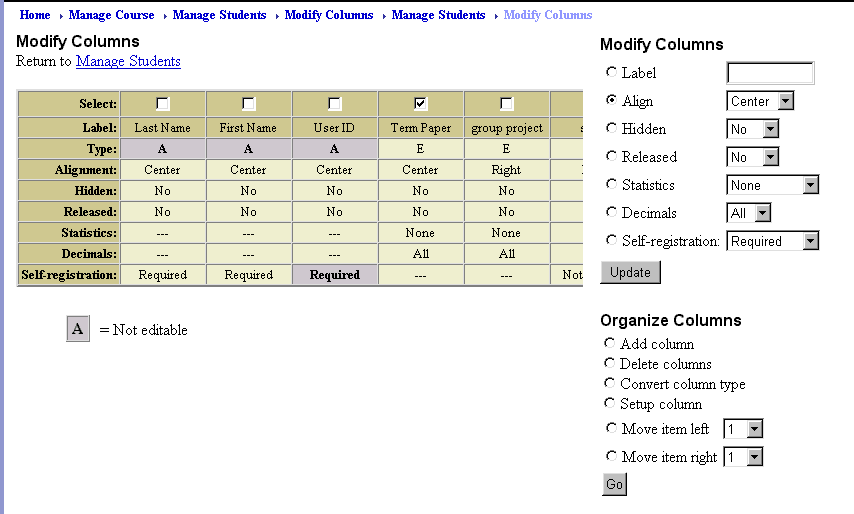 Home › Manage Course › Manage Students › Modify Columns › Manage Students › Modify Columns
Modify Columns
Return to Manage Students
Select:
Label: Last Name First Name User ID Term Paper group project s
Type: A A A E E
Alignment: Center Center Center Center Right
Hidden: No No No No No
Released: No No No No No
Statistics: --- --- --- None None
Decimals: --- --- --- All All
Self-registration: Required Required Required --- --- Not
A = Not editable
Modify Columns
Label
Align Center
Hidden No
Released No
Statistics None
Decimals All
Self-registration: Required
Update
Organize Columns
Add column
Delete columns
Convert column type
Setup column
Move item left 1
Move item right 1
Go